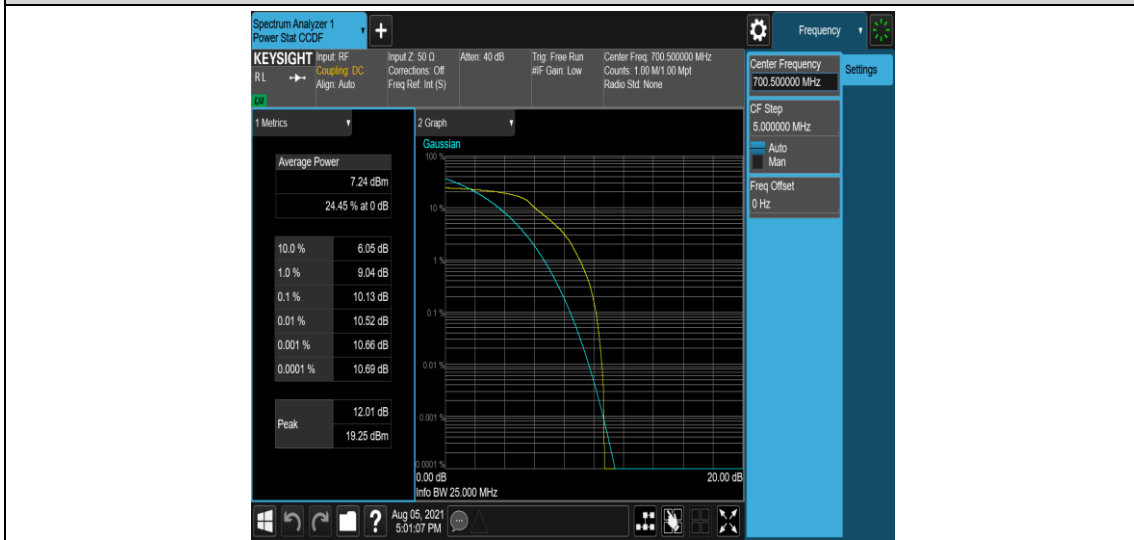 Spectrum Analyzer 1
Power Stat CCDF
+
Frequency
KEYSIGHT
RL
LXI
Input: RF
Coupling: DC
Align: Auto
Input Z: 50 Ω
Corrections: Off
Freq Ref: Int (S)
Atten: 40 dB
Trig: Free Run
#IF Gain: Low
Center Freq: 700.500000 MHz
Counts: 1.00 M/1.00 Mpt
Radio Std: None
Center Frequency
700.500000 MHz
Settings
CF Step
5.000000 MHz
Auto
Man
Freq Offset
0 Hz
1 Metrics
Average Power
7.24 dBm
24.45 % at 0 dB
10.0 % 6.05 dB
1.0 % 9.04 dB
0.1 % 10.13 dB
0.01 % 10.52 dB
0.001 % 10.66 dB
0.0001 % 10.69 dB
Peak
12.01 dB
19.25 dBm
2 Graph
Gaussian
100 %
10 %
1 %
0.1 %
0.01 %
0.001 %
0.0001 %
0.00 dB 20.00 dB
Info BW 25.000 MHz
?
Aug 05, 2021
5:01:07 PM